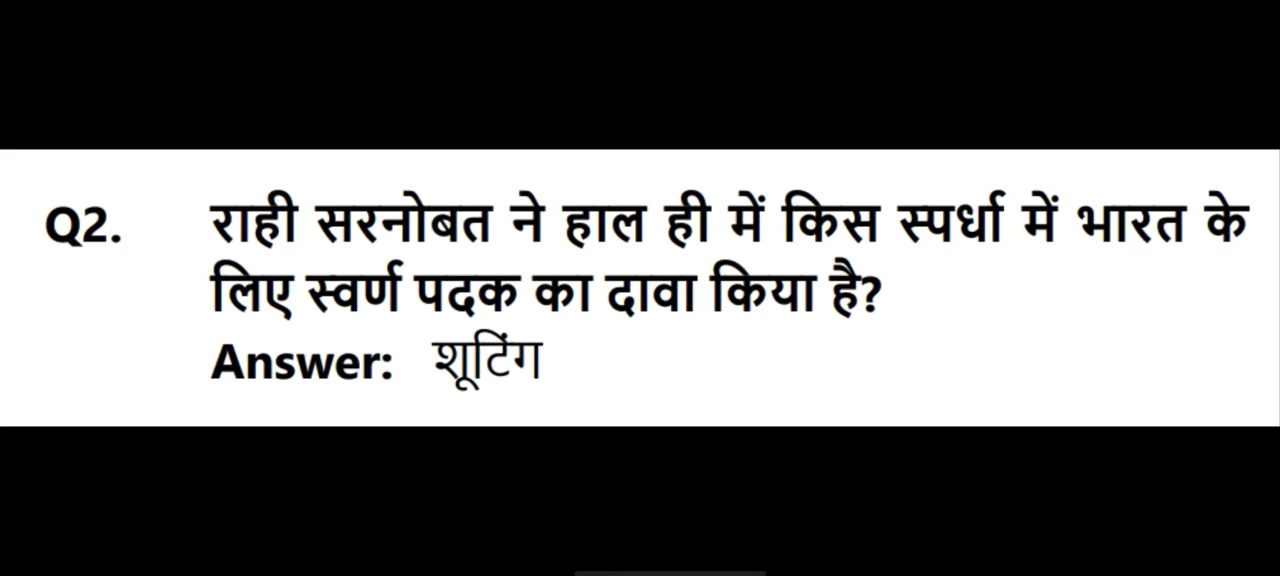 Q2. राही सरनोबत ने हाल ही में किस स्पर्धा में भारत के
लिए स्वर्ण पदक का दावा किया है?
Answer: शूटिंग